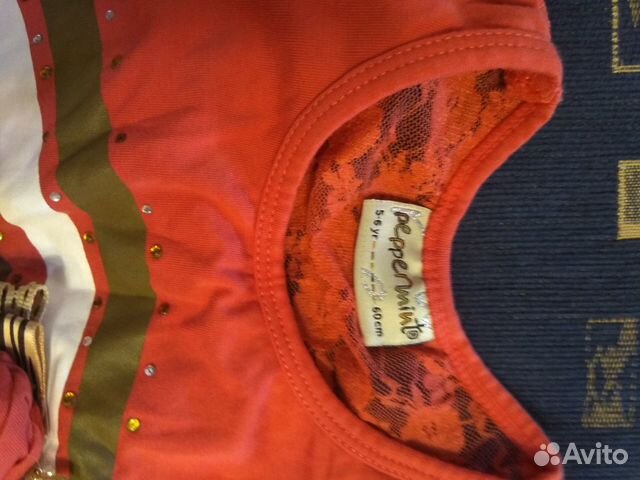 peppermint
5-6 yr
60 cm
Avito